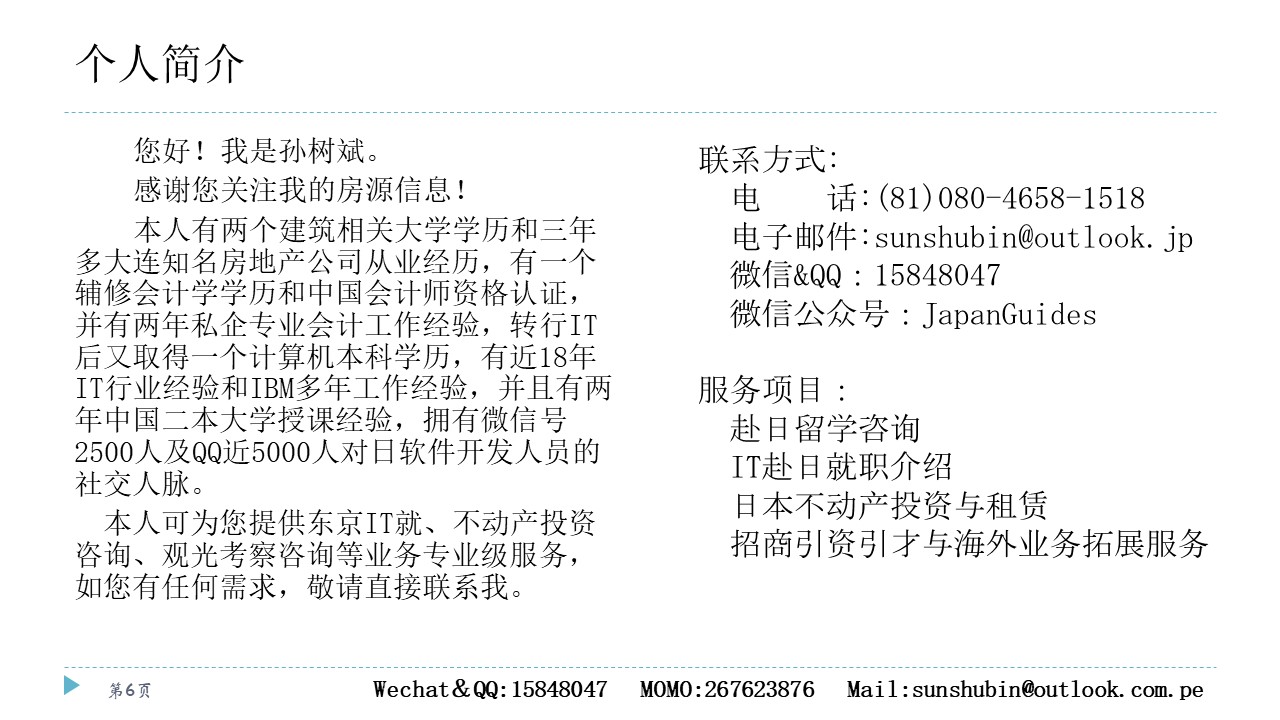 个人简介
您好！我是孙树斌。
感谢您关注我的房源信息！
本人有两个建筑相关大学学历和三年
多大连知名房地产公司从业经历，有一个
辅修会计学学历和中国会计师资格认证，
并有两年私企专业会计工作经验，转行IT
后又取得一个计算机本科学历，有近18年
IT行业经验和IBM多年工作经验，并且有两
年中国二本大学授课经验，拥有微信号
2500人及QQ近5000人对日软件开发人员的
社交人脉。
本人可为您提供东京IT就、不动产投资
咨询、观光考察咨询等业务专业级服务，
如您有任何需求，敬请直接联系我。
联系方式:
电　　话:(81)080-4658-1518
电子邮件:sunshubin@outlook.jp
微信&QQ：15848047
微信公众号：JapanGuides
服务项目：
赴日留学咨询
IT赴日就职介绍
日本不动产投资与租赁
招商引资引才与海外业务拓展服务
第6页
Wechat＆QQ:15848047 MOMO:267623876 Mail:sunshubin@outlook.com.pe